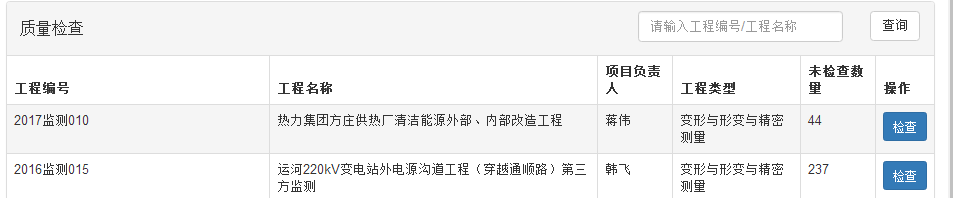 质量检查
请输入工程编号/工程名称
查询
工程编号
工程名称
项目负责
人
工程类型
未检查数
量
操作
2017监测010
热力集团方庄供热厂清洁能源外部、内部改造工程
蒋伟
变形与形变与精密
测量
44
检查
2016监测015
运河220kV变电站外电源沟道工程（穿越通顺路）第三
方监测
韩飞
变形与形变与精密
测量
237
检查